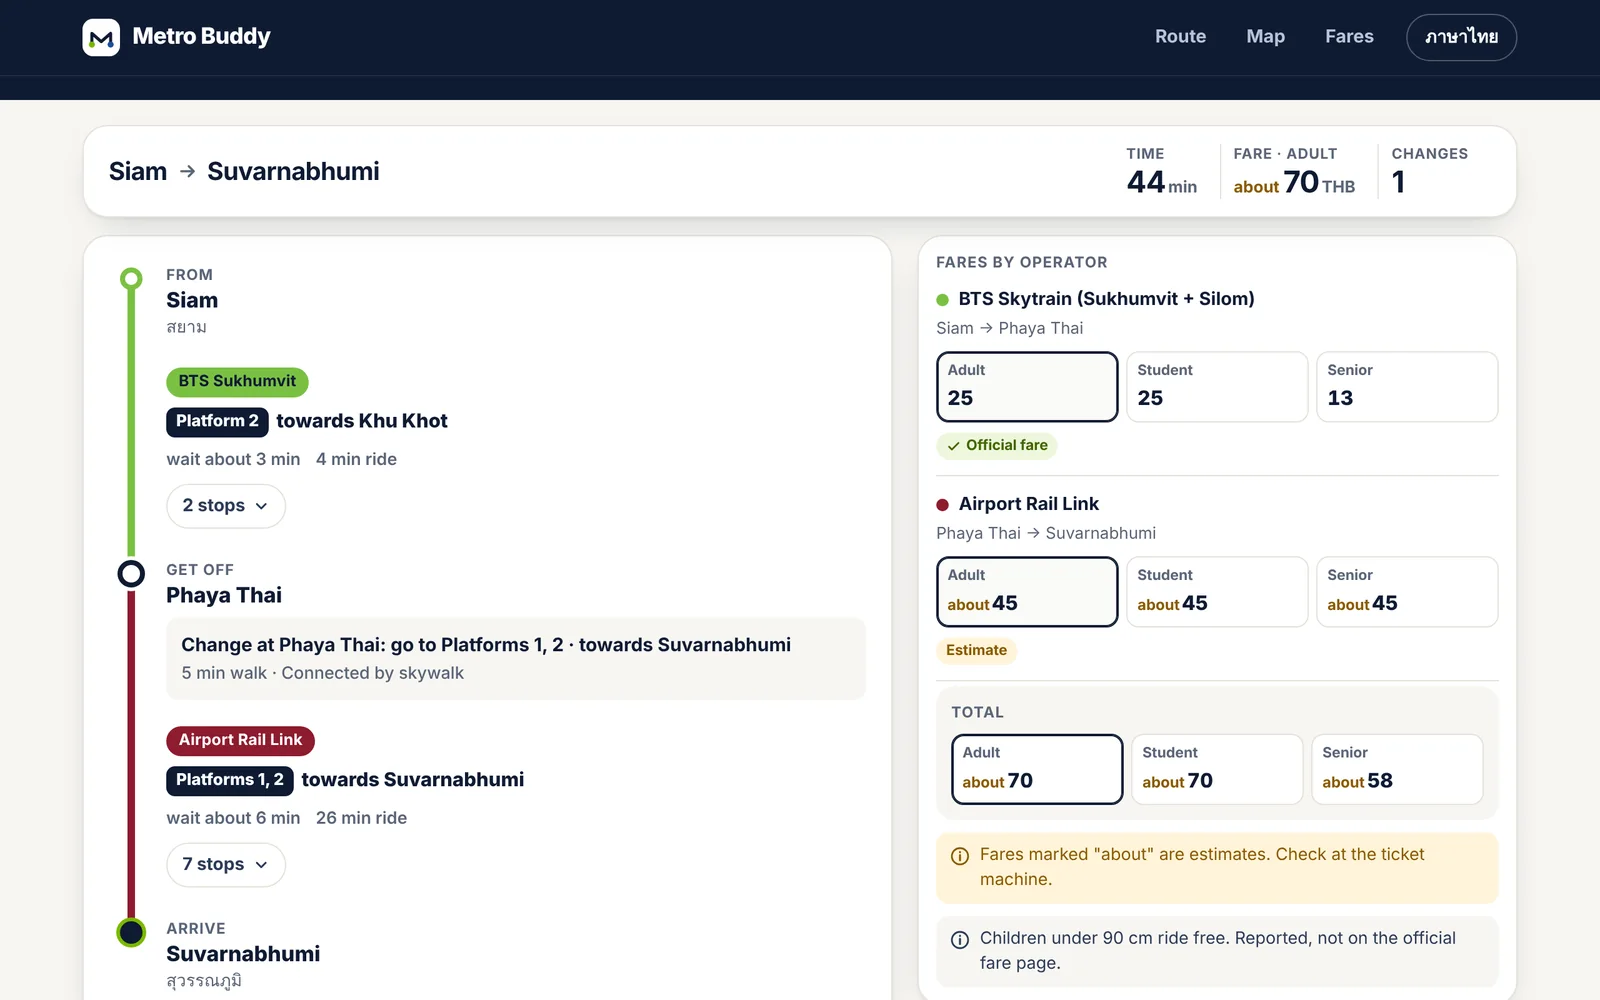 Metro Buddy
Route
Map
Fares
ภาษาไทย
Siam → Suvarnabhumi
TIME
44 min
FARE · ADULT
about 70 THB
CHANGES
1
FROM
Siam
สยาม
BTS Sukhumvit
Platform 2 towards Khu Khot
wait about 3 min 4 min ride
2 stops
GET OFF
Phaya Thai
Change at Phaya Thai: go to Platforms 1, 2 · towards Suvarnabhumi
5 min walk · Connected by skywalk
Airport Rail Link
Platforms 1, 2 towards Suvarnabhumi
wait about 6 min 26 min ride
7 stops
ARRIVE
Suvarnabhumi
สุวรรณภูมิ
FARES BY OPERATOR
BTS Skytrain (Sukhumvit + Silom)
Siam → Phaya Thai
Adult
25
Student
25
Senior
13
Official fare
Airport Rail Link
Phaya Thai → Suvarnabhumi
Adult
about 45
Student
about 45
Senior
about 45
Estimate
TOTAL
Adult
about 70
Student
about 70
Senior
about 58
Fares marked "about" are estimates. Check at the ticket
machine.
Children under 90 cm ride free. Reported, not on the official
fare page.